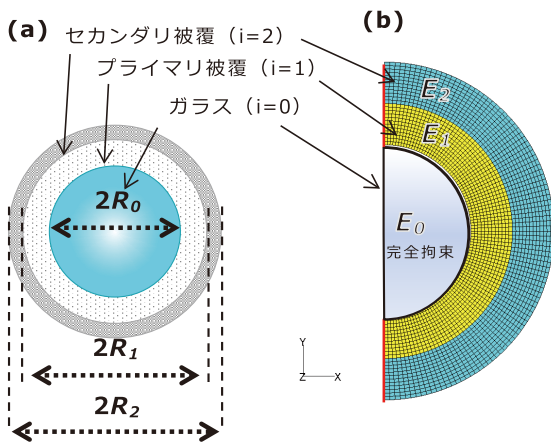 (a)
セカンダリ被覆（i=2）
プライマリ被覆（i=1）
ガラス（i=0）
2R0
2R1
2R2
(b)
E2
E1
E0
完全拘束
Y
Z
X